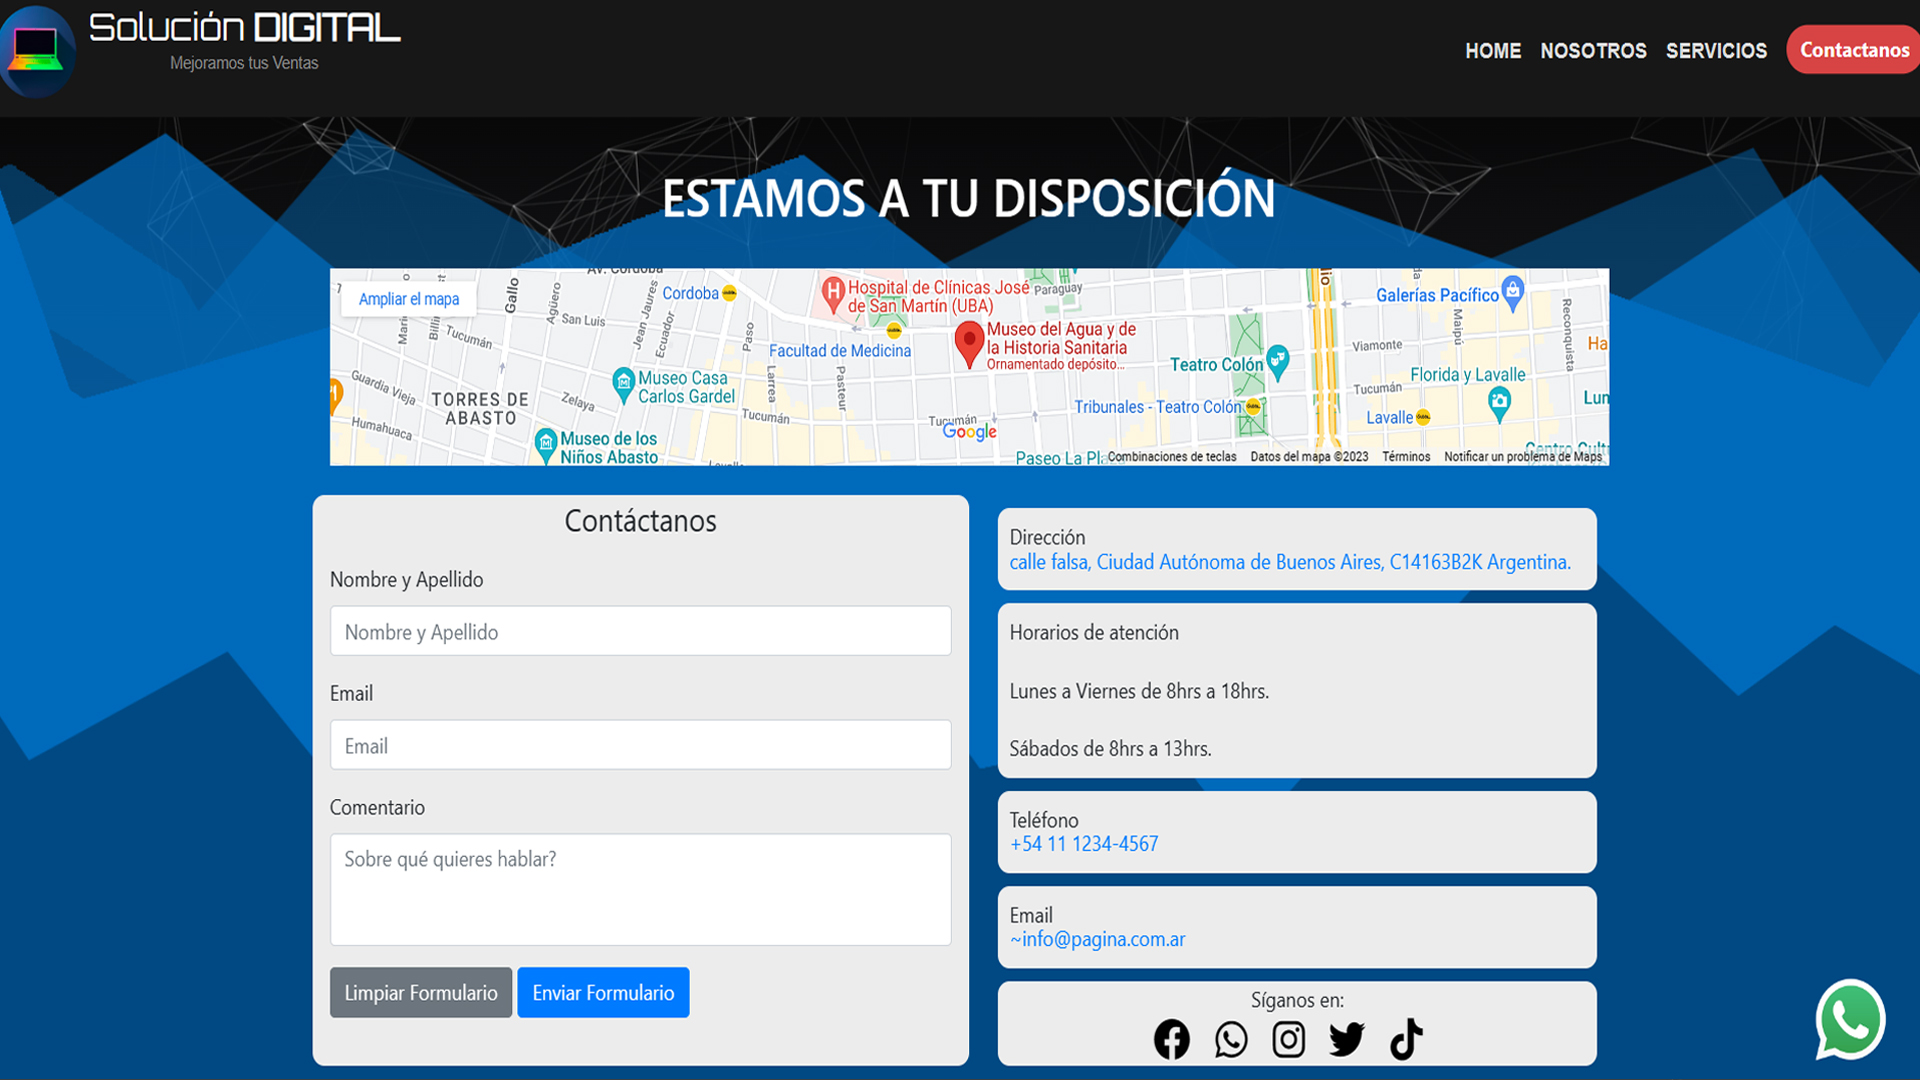 Solución DIGITAL
Mejoramos tus Ventas
HOME NOSOTROS SERVICIOS Contactanos
ESTAMOS A TU DISPOSICIÓN
Ampliar el mapa
Gallo
Agüero
San Luis
Tucumán
Jean Jaures
Ecuador
Paso
Cordoba
Av. Cordoba
Hospital de Clínicas José
de San Martín (UBA)
Paraguay
Facultad de Medicina
Museo del Agua y de
la Historia Sanitaria
Ornamentado depósito...
Galerías Pacífico
Maipú
Reconquista
Viamonte
Teatro Colón
Florida y Lavalle
Tucumán
Tribunales - Teatro Colón
Lavalle
Guardia Vieja
Humahuaca
TORRES DE
ABASTO
Zelaya
Museo Casa
Carlos Gardel
Larrea
Pasteur
Tucumán
Tucumán
Museo de los
Niños Abasto
Google
Paseo La
Combinaciones de teclas Datos del mapa ©2023 Términos Notificar un problema de Maps
Contáctanos
Nombre y Apellido
Nombre y Apellido
Email
Email
Comentario
Sobre qué quieres hablar?
Limpiar Formulario Enviar Formulario
Dirección
calle falsa, Ciudad Autónoma de Buenos Aires, C14163B2K Argentina.
Horarios de atención
Lunes a Viernes de 8hrs a 18hrs.
Sábados de 8hrs a 13hrs.
Teléfono
+54 11 1234-4567
Email
~info@pagina.com.ar
Síganos en: